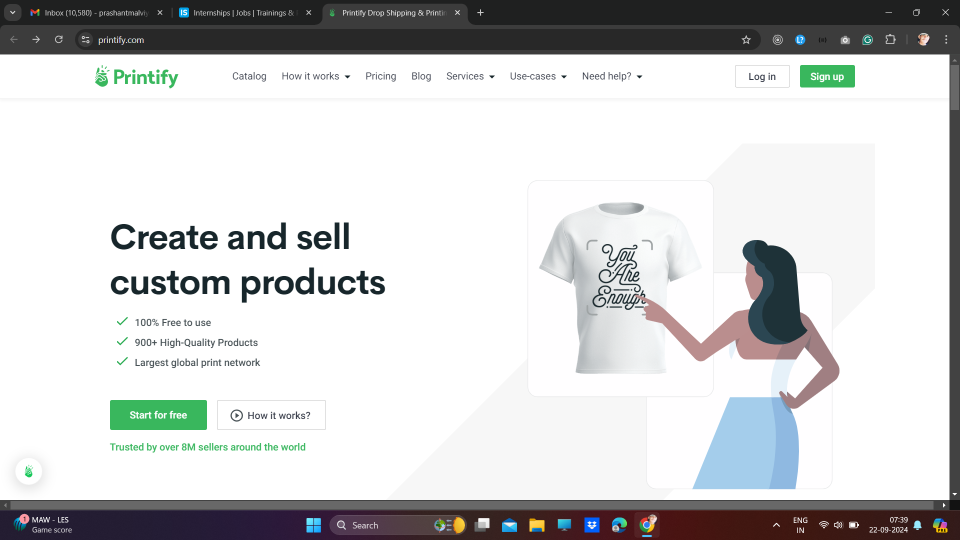 Inbox (10,580) - prashantmalviy
Internships | Jobs | Trainings &
Printify Drop Shipping & Printin
printify.com
Printify
Catalog
How it works
Pricing
Blog
Services
Use-cases
Need help?
Log in
Sign up
Create and sell
custom products
100% Free to use
900+ High-Quality Products
Largest global print network
Start for free
How it works?
Trusted by over 8M sellers around the world
You
Are
Enough
1
MAW - LES
Game score
Search
ENG
IN
07:39
22-09-2024